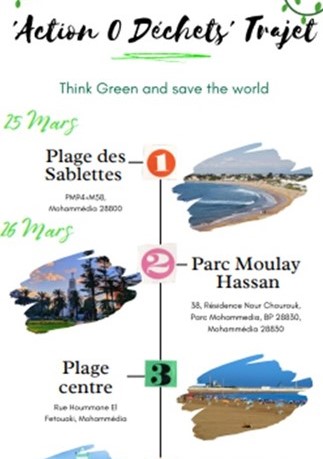 'Action 0 Déchets' Trajet
Think Green and save the world
25 Mars
Plage des
Sablettes
1
PMP4+M58,
Mohammédia 28800
26 Mars
2
Parc Moulay
Hassan
38, Résidence Nour Chourouk,
Parc Mohammedia, BP 28830,
Mohammédia 28830
Plage
centre
3
Rue Hoummane El
Fetouaki, Mohammédia